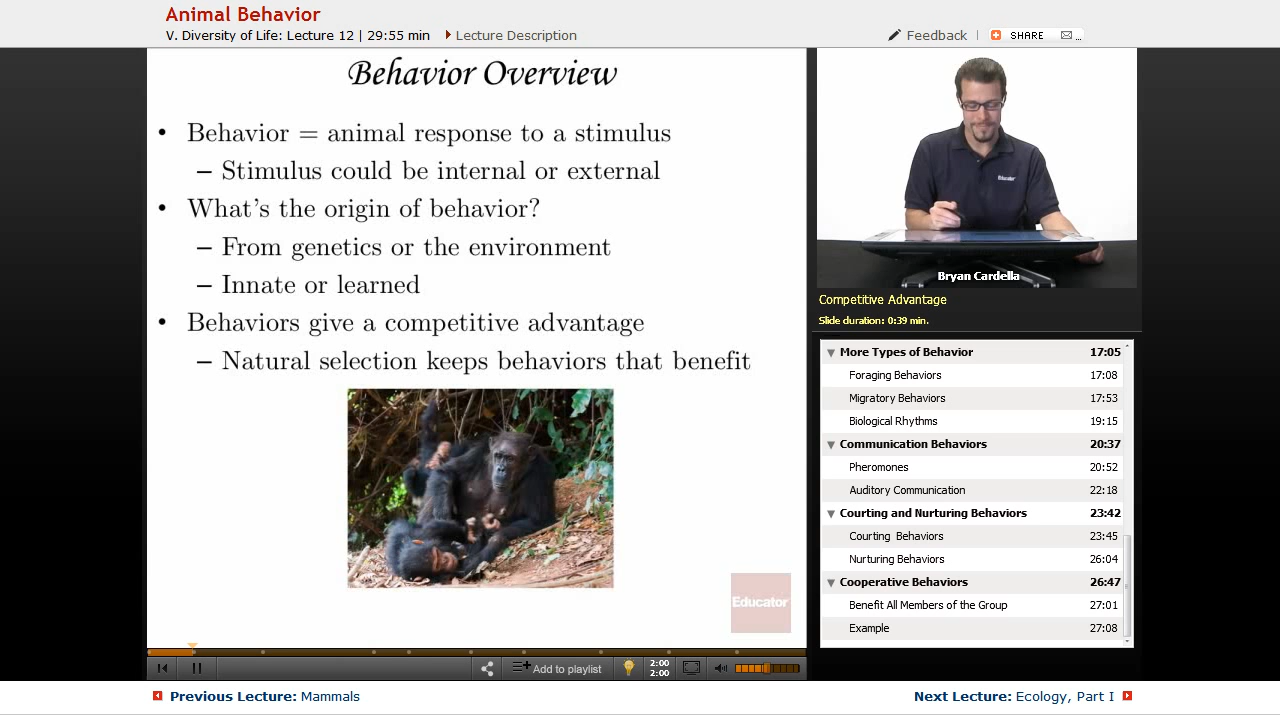 Animal Behavior
V. Diversity of Life: Lecture 12 | 29:55 min
Lecture Description
Feedback
SHARE
...
Behavior Overview
• Behavior = animal response to a stimulus
– Stimulus could be internal or external
• What's the origin of behavior?
– From genetics or the environment
– Innate or learned
• Behaviors give a competitive advantage
– Natural selection keeps behaviors that benefit
Educator
Educator
Bryan Cardella
Competitive Advantage
Slide duration: 0:39 min.
More Types of Behavior 17:05
Foraging Behaviors 17:08
Migratory Behaviors 17:53
Biological Rhythms 19:15
Communication Behaviors 20:37
Pheromones 20:52
Auditory Communication 22:18
Courting and Nurturing Behaviors 23:42
Courting Behaviors 23:45
Nurturing Behaviors 26:04
Cooperative Behaviors 26:47
Benefit All Members of the Group 27:01
Example 27:08
Add to playlist
2:00
2:00
Previous Lecture: Mammals
Next Lecture: Ecology, Part I